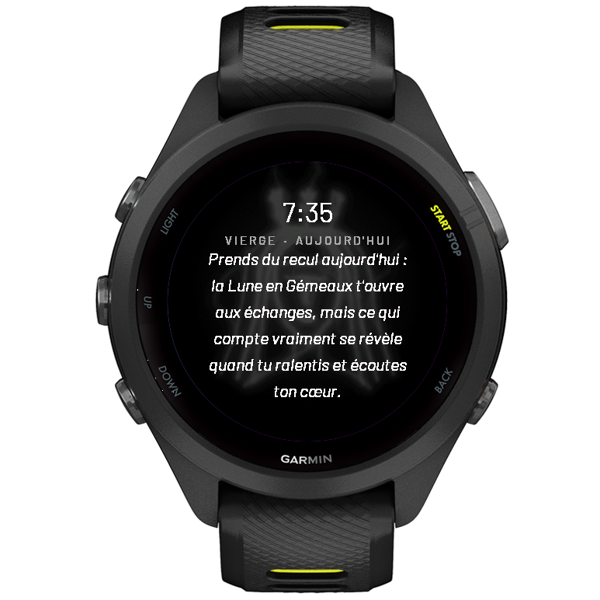 7:35
VIERGE - AUJOURD'HUI
Prends du recul aujourd'hui :
la Lune en Gémeaux t'ouvre
aux échanges, mais ce qui
compte vraiment se révèle
quand tu ralentis et écoutes
ton cœur.
LIGHT
START STOP
UP
DOWN
BACK
GARMIN